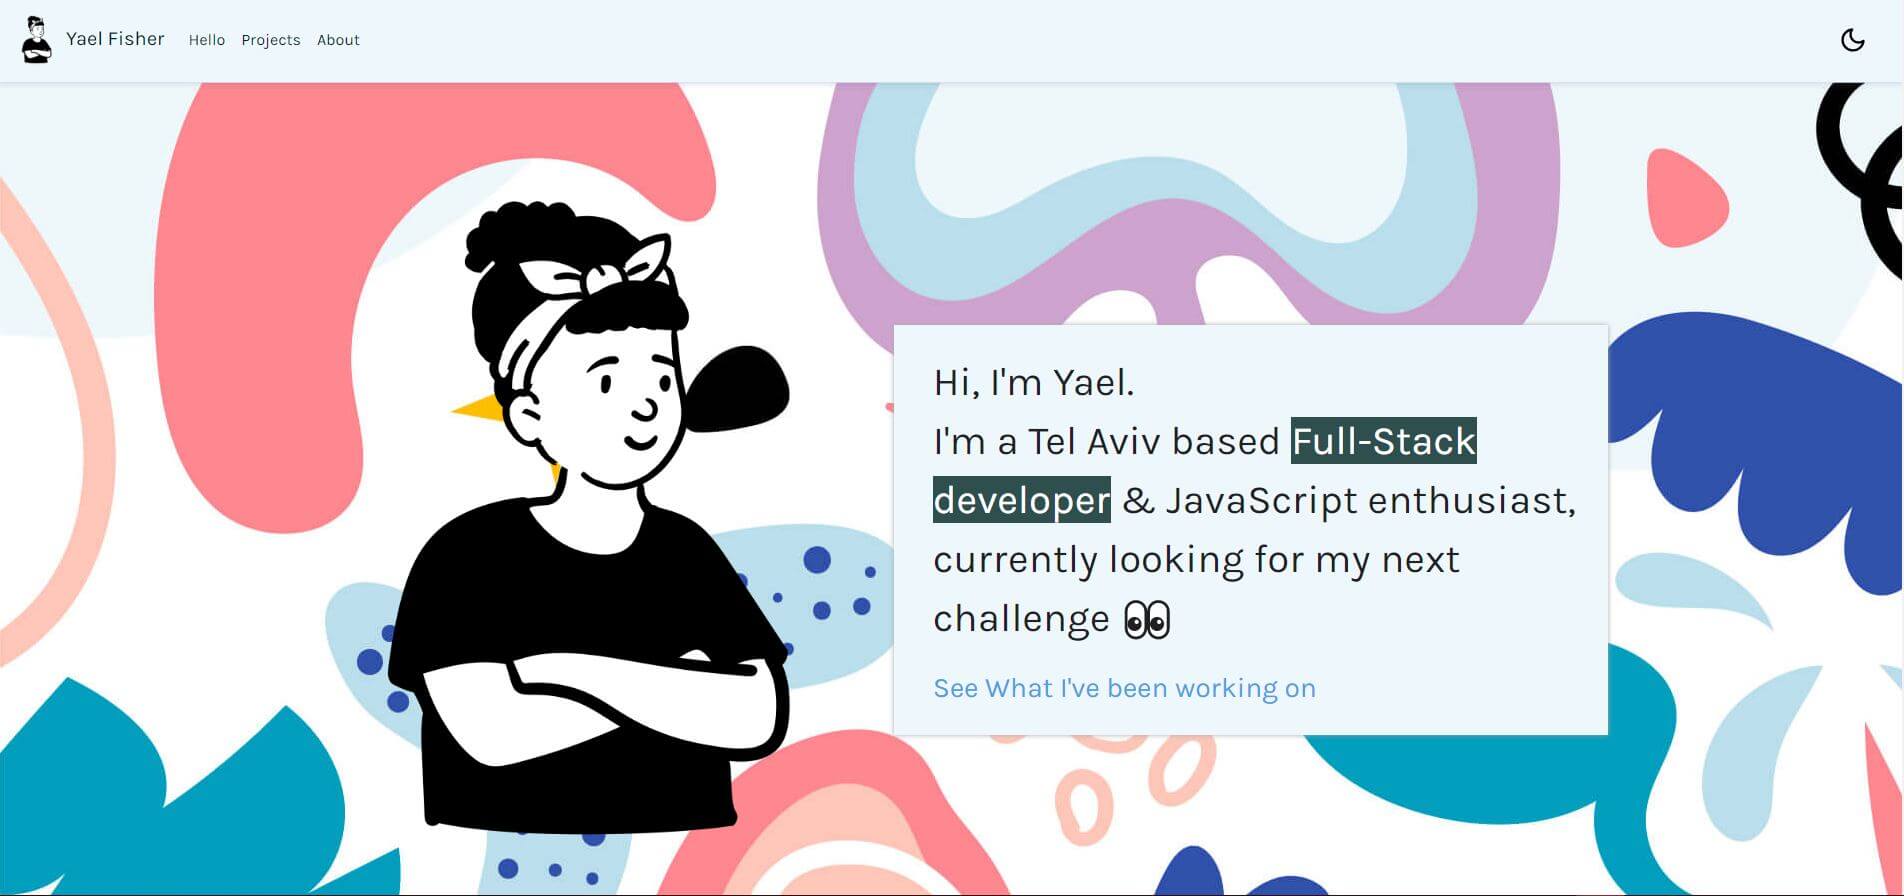 Yael Fisher Hello Projects About
Hi, I'm Yael.
I'm a Tel Aviv based Full-Stack
developer & JavaScript enthusiast,
currently looking for my next
challenge 👀
See What I've been working on